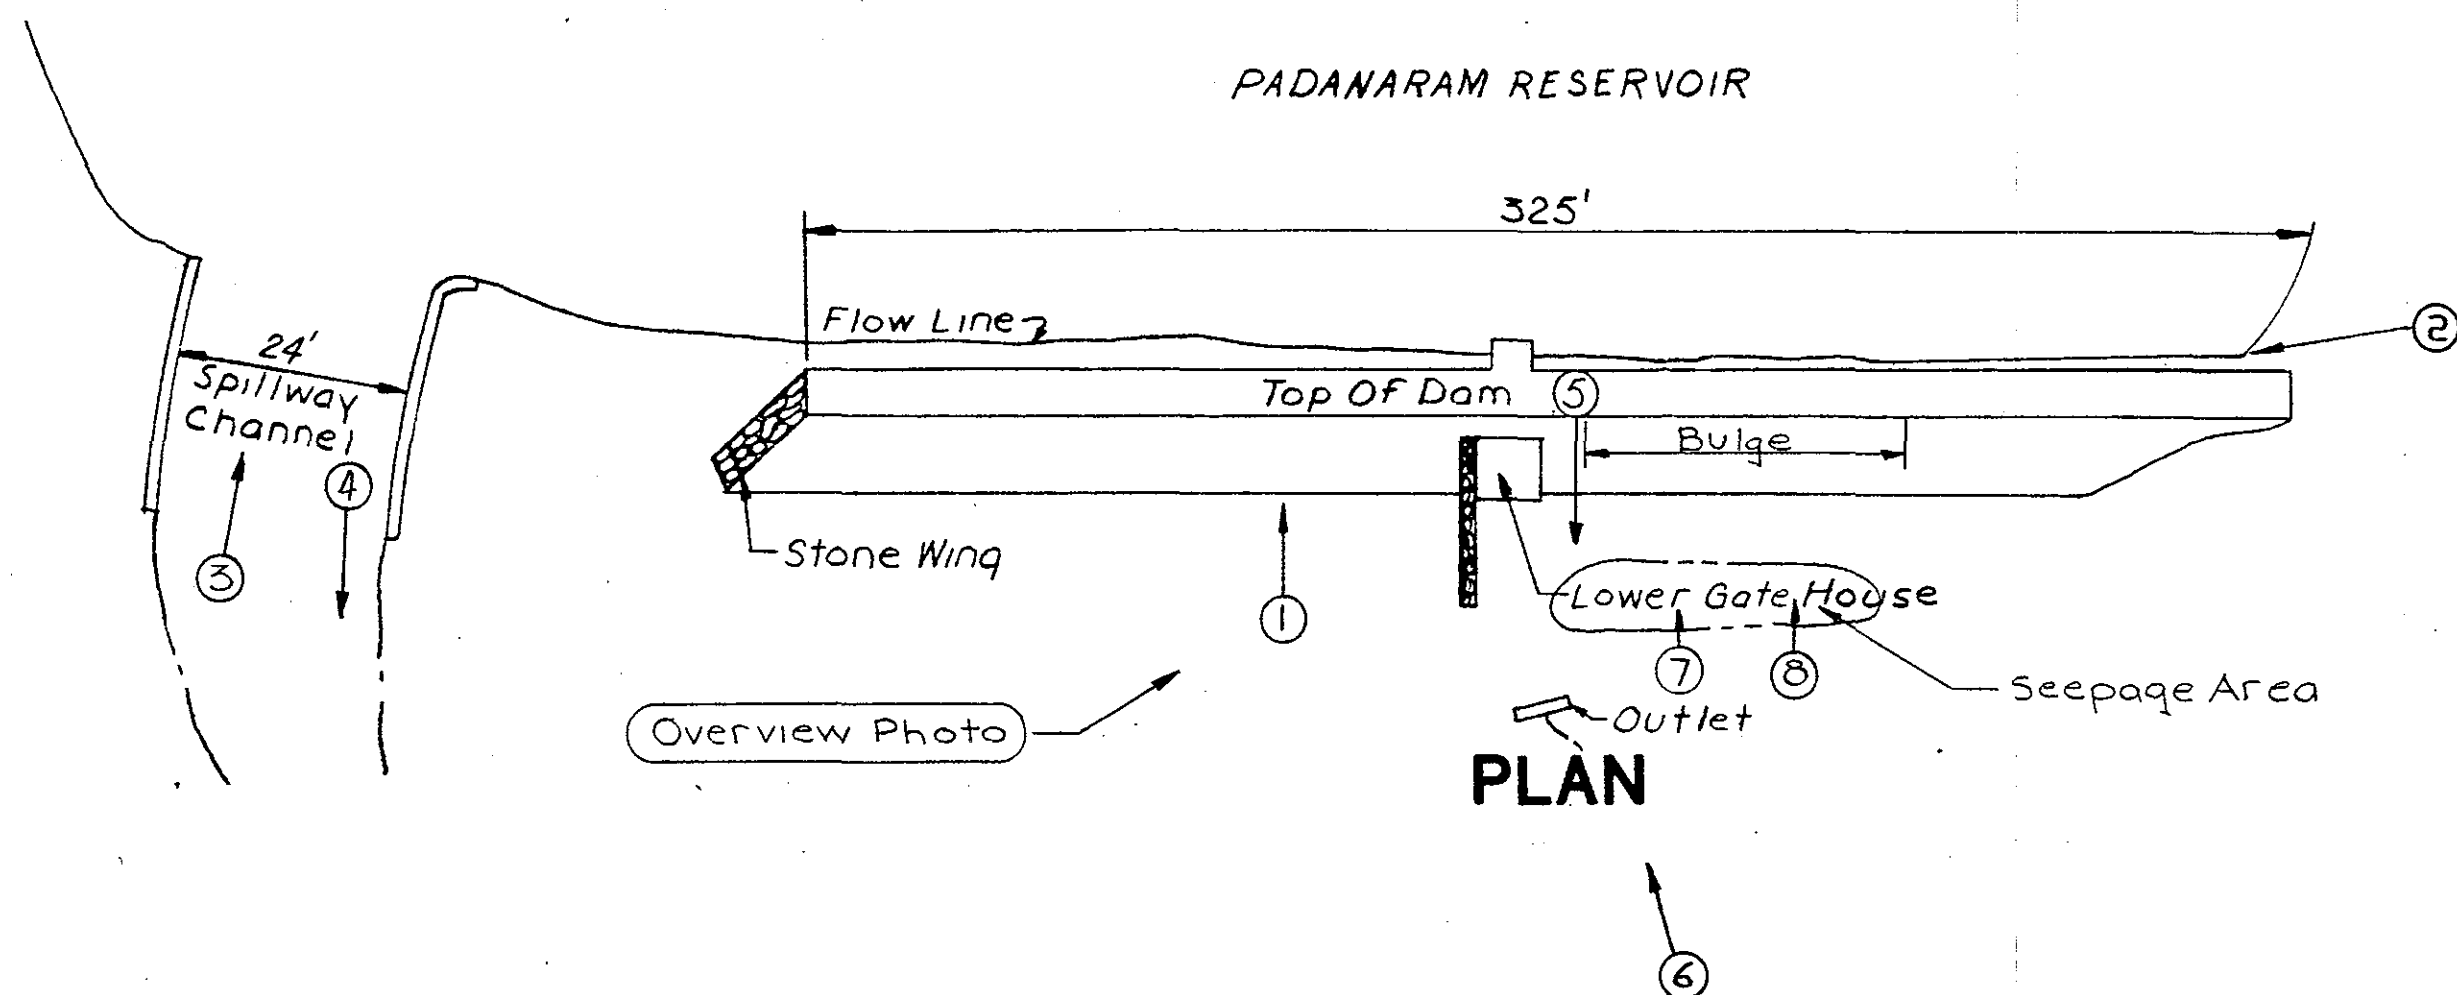 PADANARAM RESERVOIR
325'
Flow Line
2
24'
Spillway
Channel
Top Of Dam
5
Bulge
4
3
Stone Wing
1
Lower Gate House
7
8
Seepage Area
Overview Photo
Outlet
PLAN
6